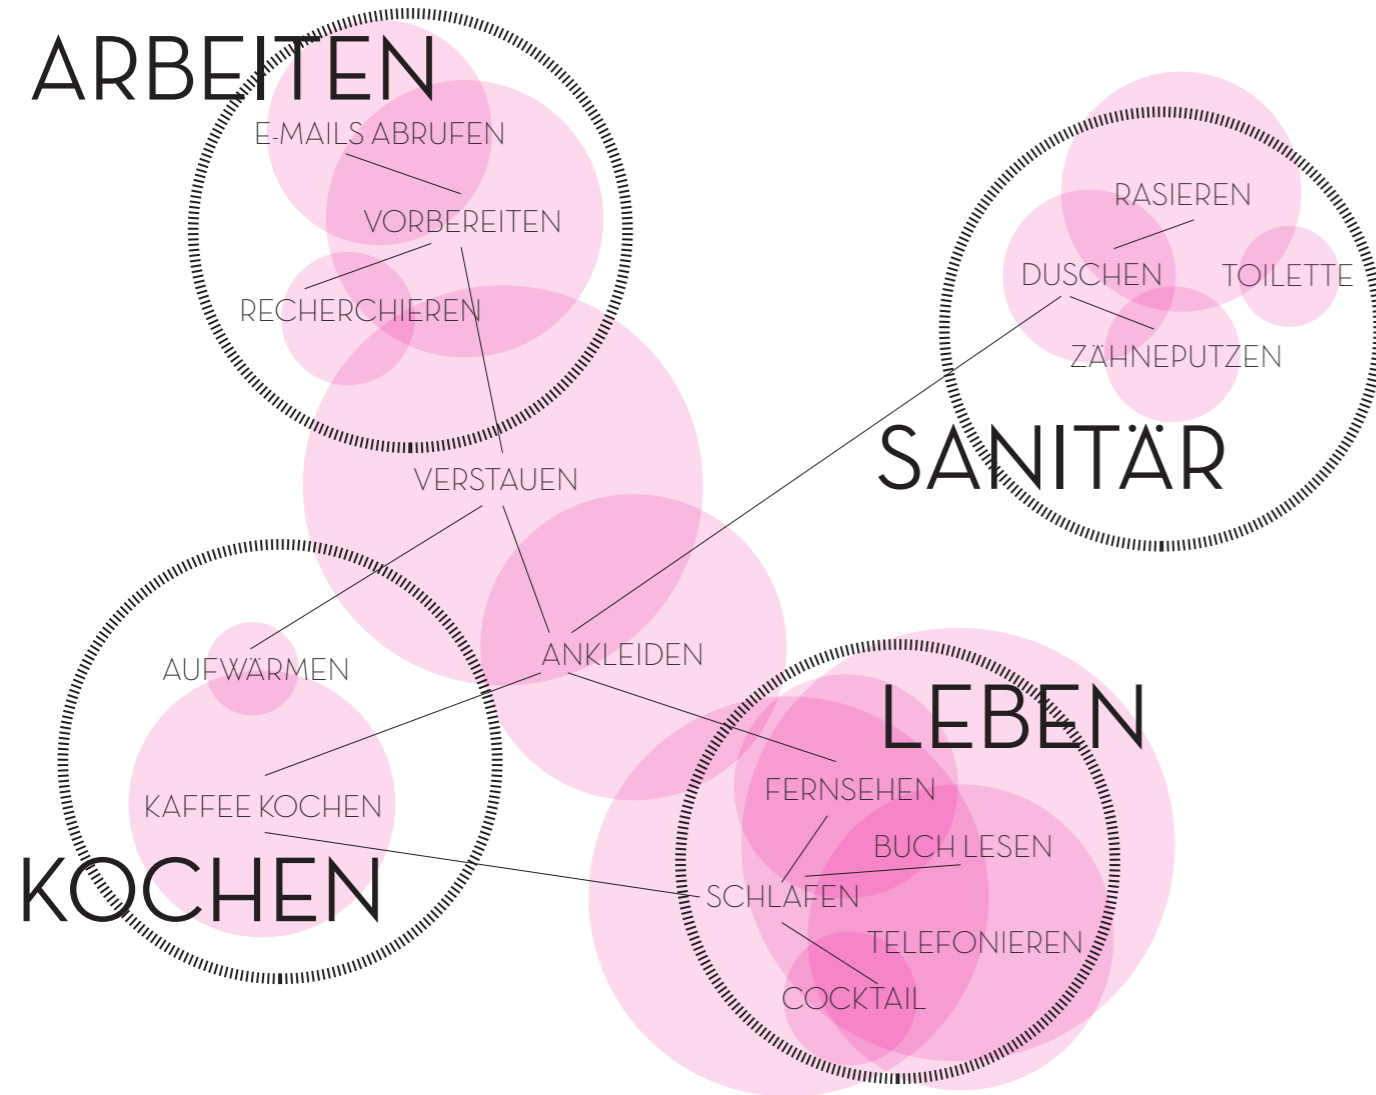 ARBEITEN
E-MAILS ABRUFEN
VORBEREITEN
RECHERCHIEREN
RASIEREN
DUSCHEN
TOILETTE
ZÄHNEPUTZEN
SANITÄR
VERSTAUEN
ANKLEIDEN
AUFWÄRMEN
KAFFEE KOCHEN
KOCHEN
LEBEN
FERNSEHEN
BUCH LESEN
SCHLAFEN
TELEFONIEREN
COCKTAIL